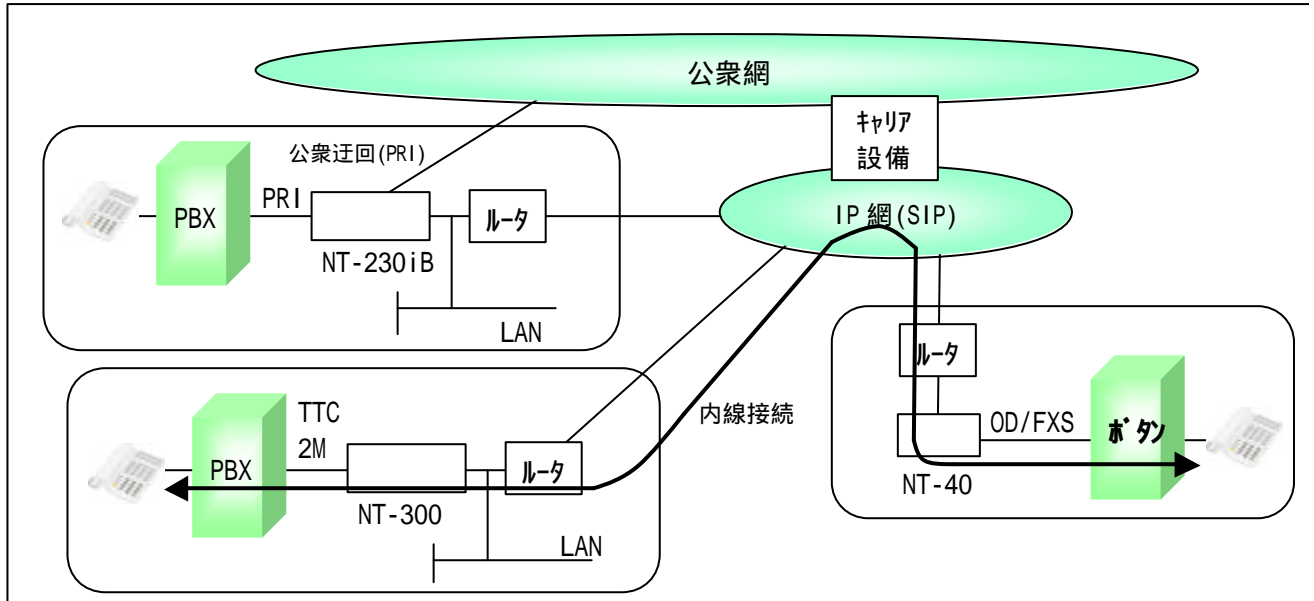 公衆網
キャリア
設備
公衆迂回(PRI)
PBX
PRI
ルータ
IP網(SIP)
NT-230iB
LAN
ルータ
TTC
2M
内線接続
OD/FXS
ボタン
PBX
ルータ
NT-40
NT-300
LAN